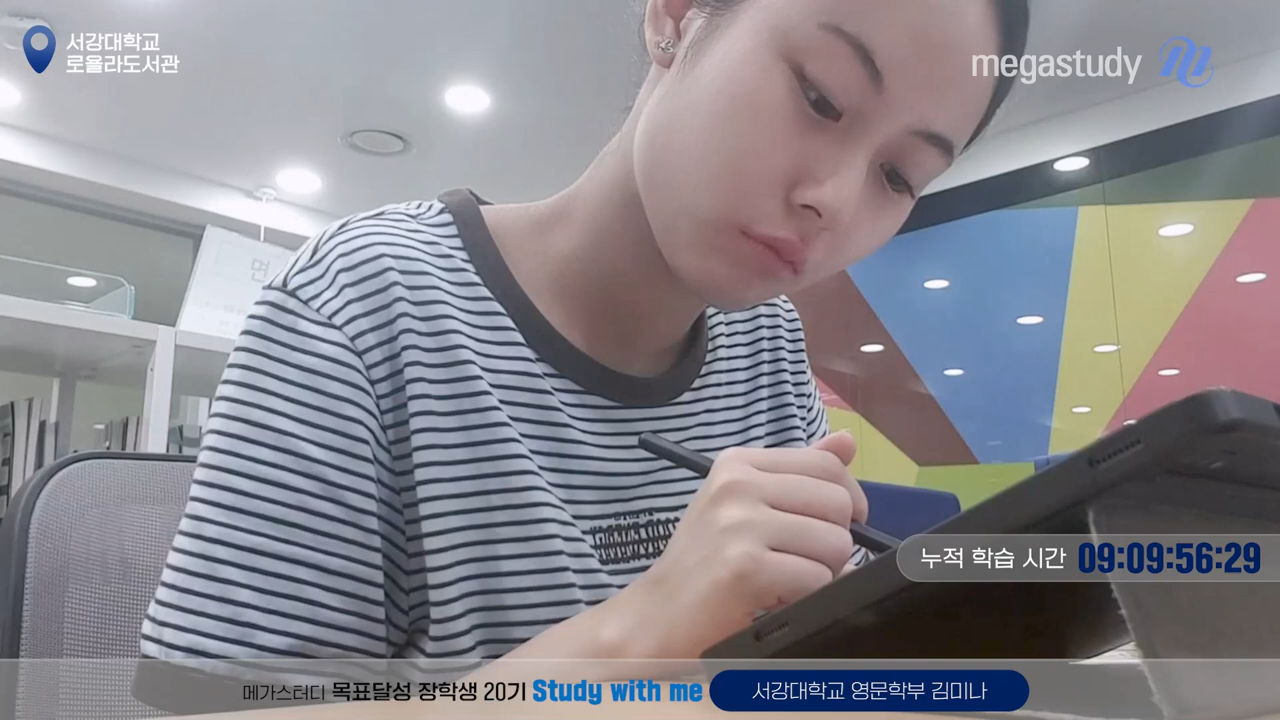 서강대학교
로욜라도서관
megastudy
면
누적 학습 시간 09:09:56:29
메가스터디 목표달성 장학생 20기 Study with me 서강대학교 영문학부 김미나